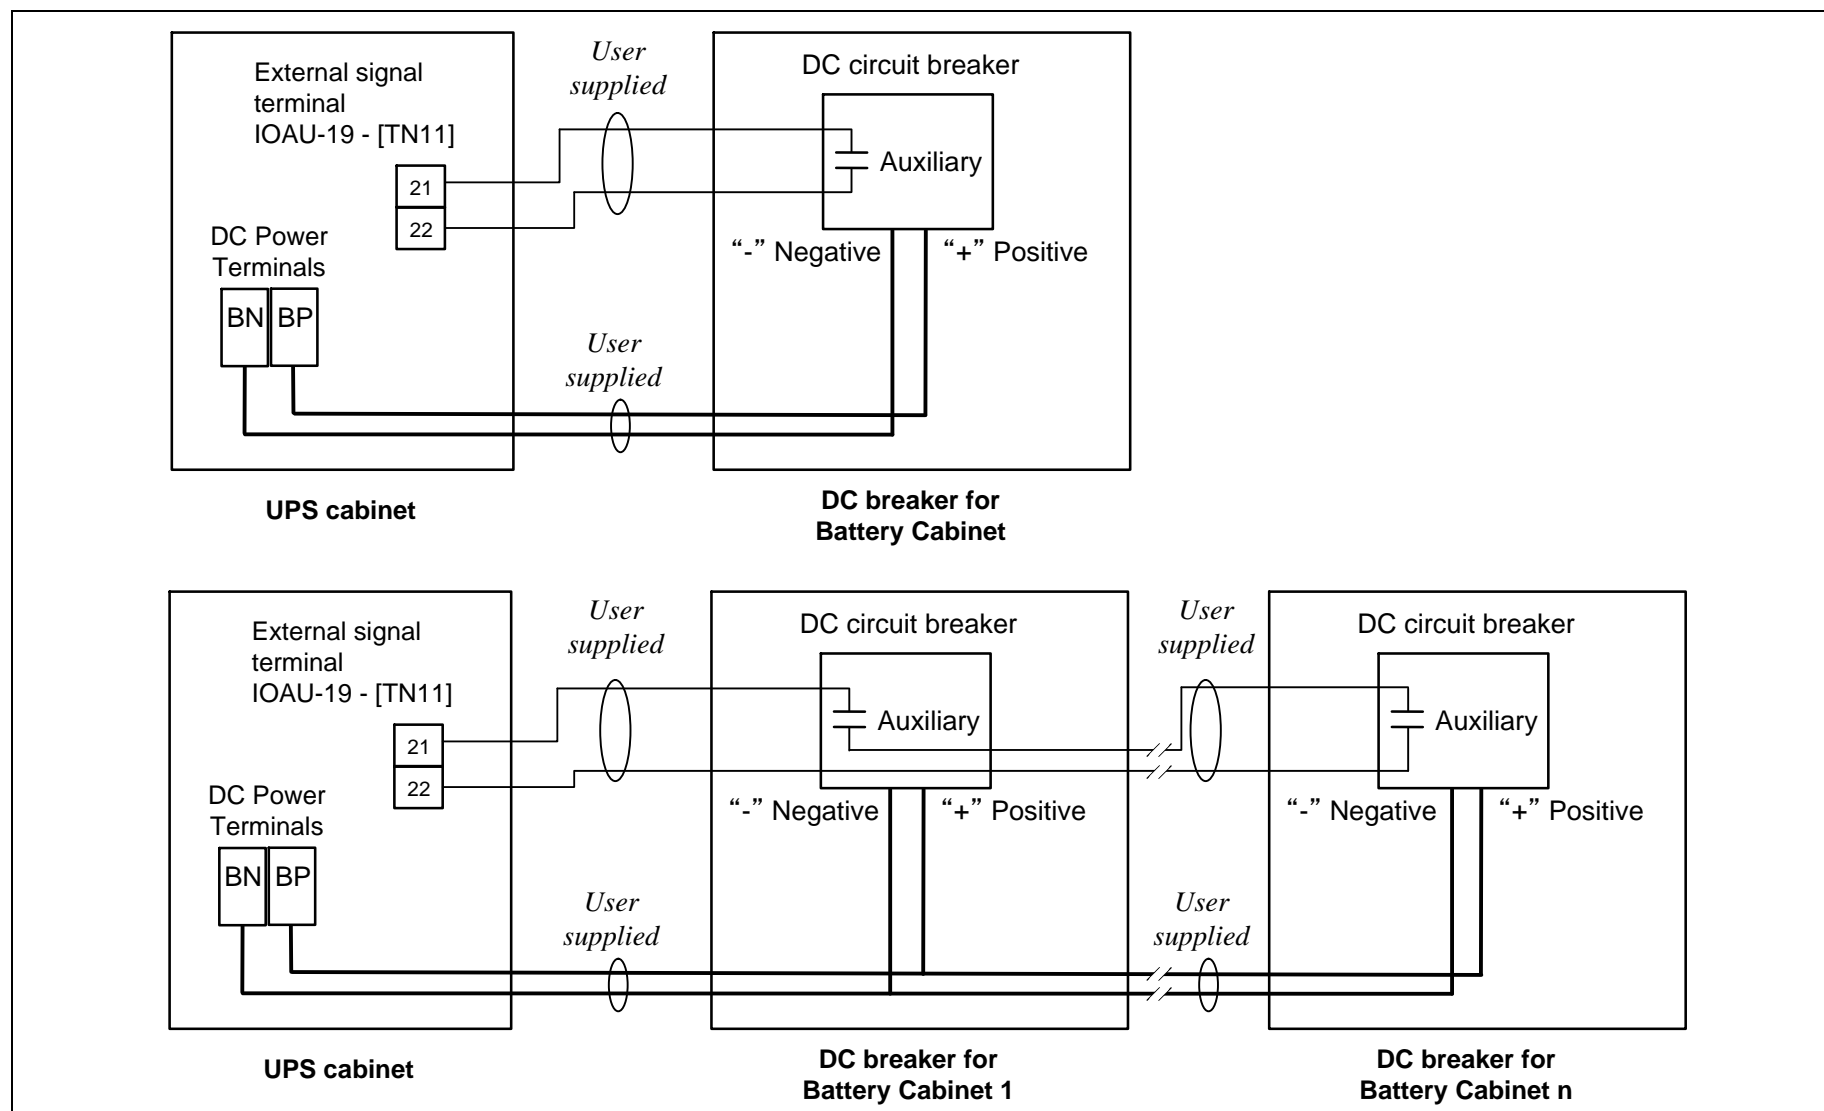 User
supplied
External signal
terminal
IOAU-19 - [TN11]
21
22
DC circuit breaker
Auxiliary
“-” Negative
“+” Positive
DC Power
Terminals
BN
BP
User
supplied
UPS cabinet
DC breaker for
Battery Cabinet
User
supplied
External signal
terminal
IOAU-19 - [TN11]
21
22
DC circuit breaker
Auxiliary
“-” Negative
“+” Positive
User
supplied
DC circuit breaker
Auxiliary
“-” Negative
“+” Positive
DC Power
Terminals
BN
BP
User
supplied
User
supplied
UPS cabinet
DC breaker for
Battery Cabinet 1
DC breaker for
Battery Cabinet n